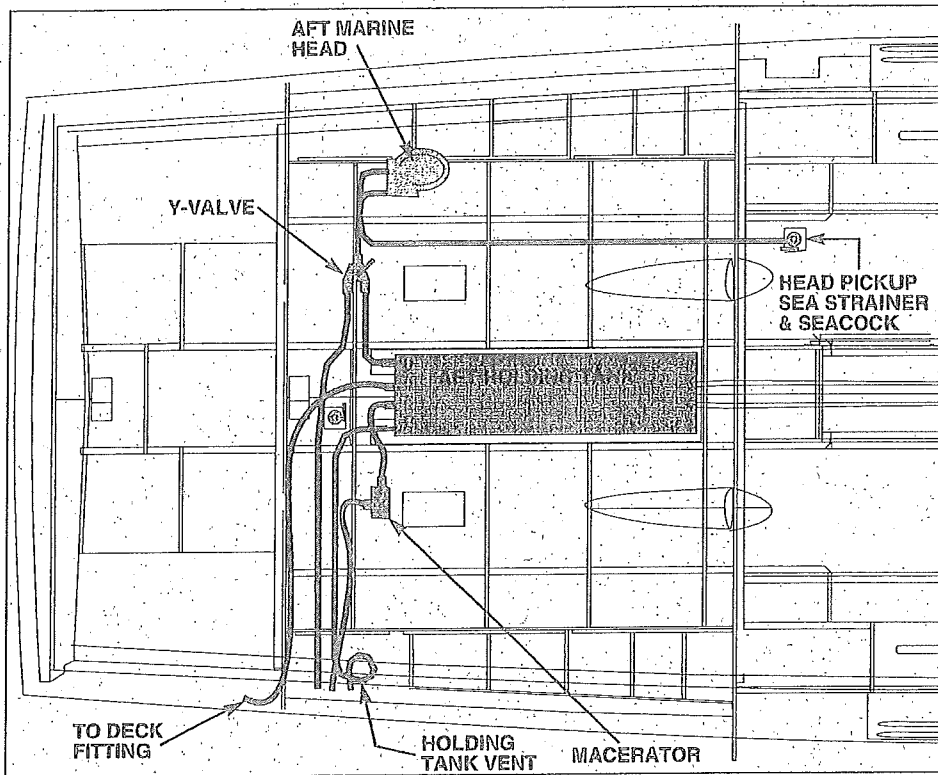 AFT MARINE
HEAD
Y-VALVE
HEAD PICKUP
SEA STRAINER
& SEACOCK
TO DECK
FITTING
HOLDING
TANK VENT
MACERATOR